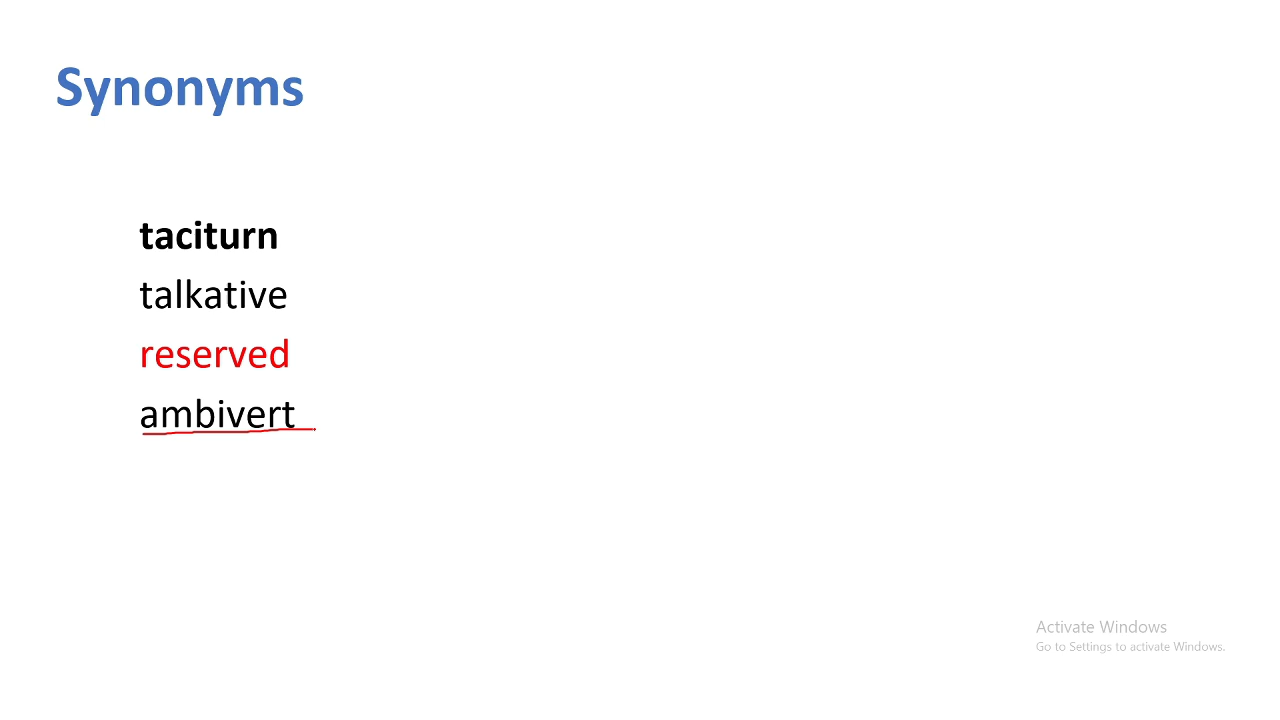 Synonyms
taciturn
talkative
reserved
ambivert
Activate Windows
Go to Settings to activate Windows.